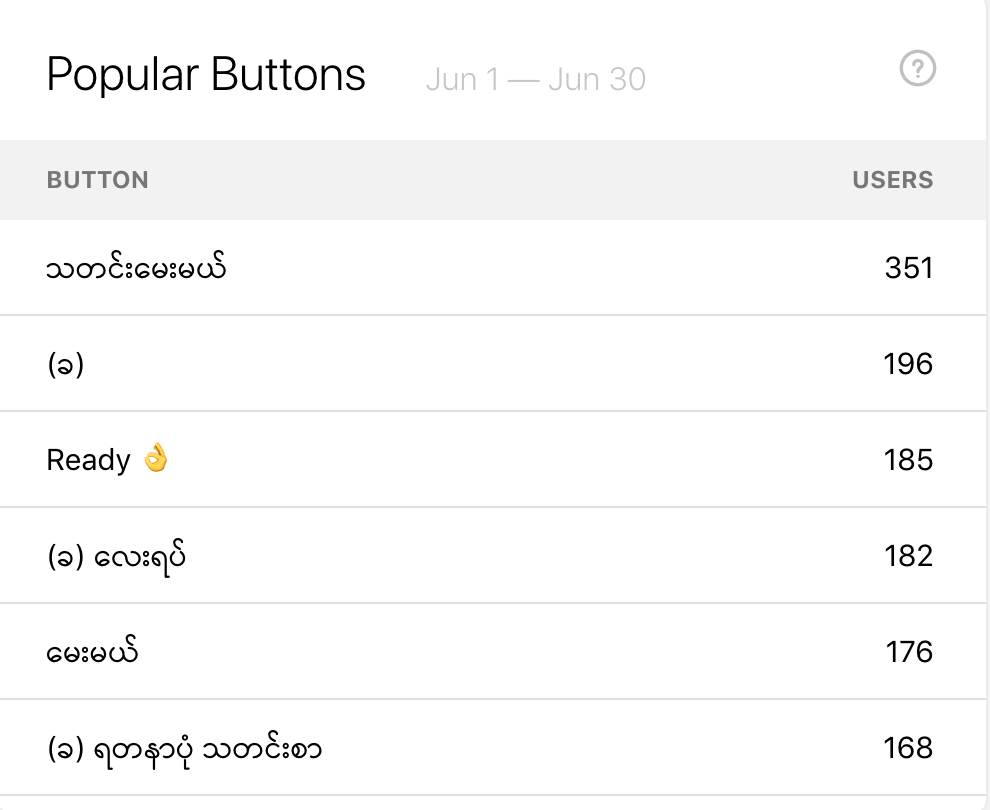 Popular Buttons Jun 1 — Jun 30 ?
BUTTON USERS
သတင်းမေးမယ် 351
(ခ) 196
Ready 👌 185
(ခ) လေးရပ် 182
မေးမယ် 176
(ခ) ရတနာပုံ သတင်းစာ 168